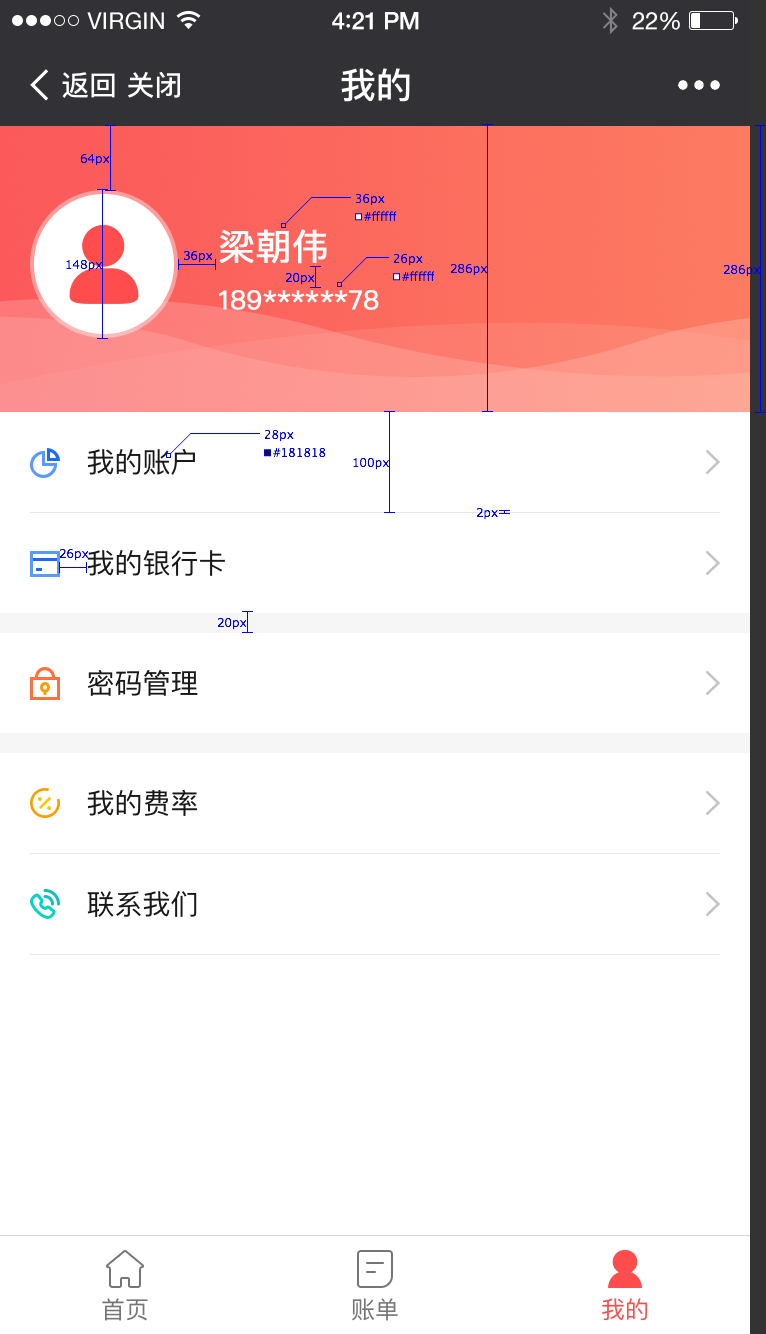 VIRGIN 4:21 PM 22%
返回 关闭 我的
64px
36px
#ffffff
148px
36px
梁朝伟
26px
20px
#ffffff
286px
286px
189******78
28px
#181818
我的账户
100px
2px
26px
我的银行卡
20px
密码管理
我的费率
联系我们
首页 账单 我的